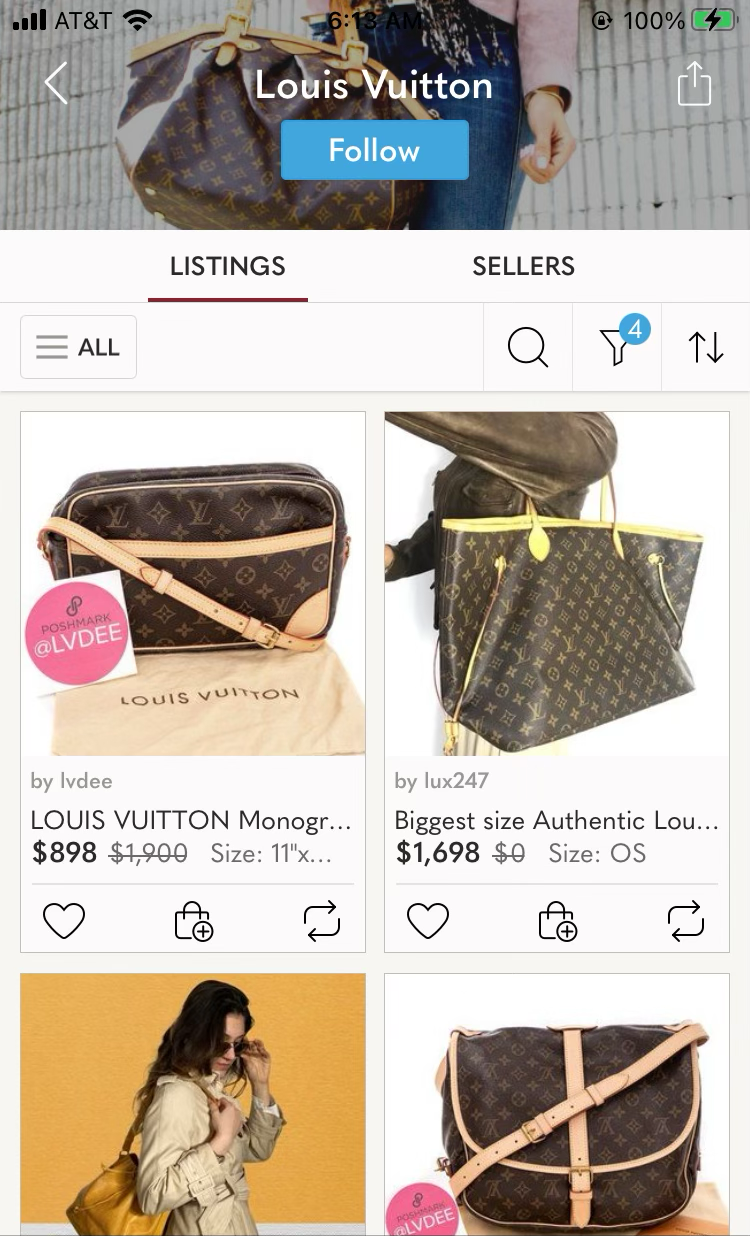 AT&T 6:13 AM 100%
Louis Vuitton
Follow
LISTINGS SELLERS
ALL 4
POSHMARK
@LVDEE
LOUIS VUITTON
by lvdee
LOUIS VUITTON Monogr...
$898 $1,900 Size: 11"x...
by lux247
Biggest size Authentic Lou...
$1,698 $0 Size: OS
POSHMARK
@LVDEE